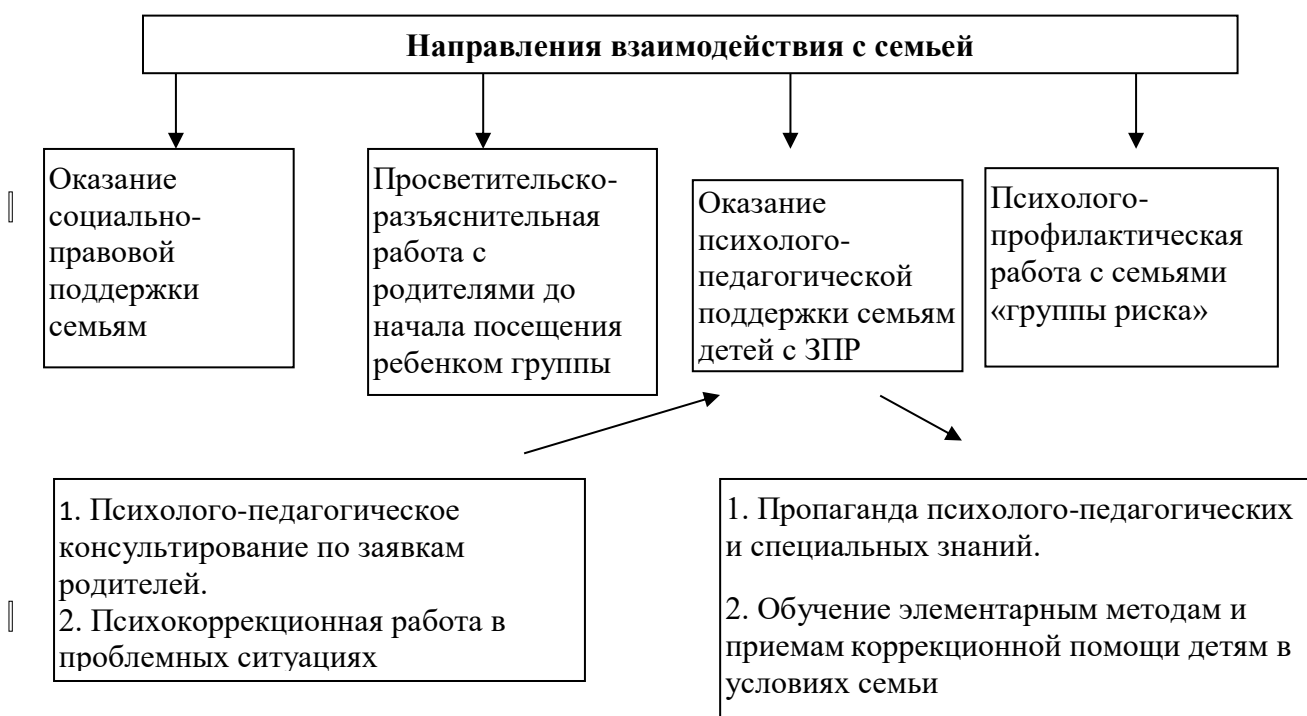 Направления взаимодействия с семьей
Оказание
социально-
правовой
поддержки
семьям
Просветительско-
разъяснительная
работа с
родителями до
начала посещения
ребенком группы
Оказание
психолого-
педагогической
поддержки семьям
детей с ЗПР
Психолого-
профилактическая
работа с семьями
«группы риска»
1. Психолого-педагогическое
консультирование по заявкам
родителей.
2. Психокоррекционная работа в
проблемных ситуациях
1. Пропаганда психолого-педагогических
и специальных знаний.
2. Обучение элементарным методам и
приемам коррекционной помощи детям в
условиях семьи